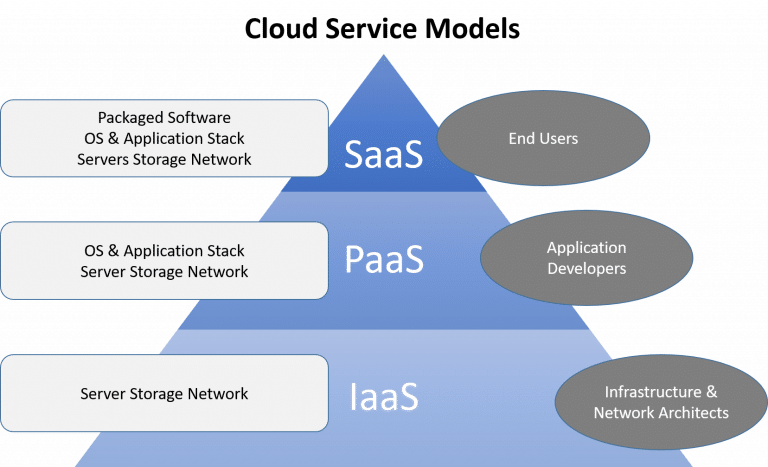 Cloud Service Models
Packaged Software
OS & Application Stack
Servers Storage Network
SaaS
End Users
OS & Application Stack
Server Storage Network
PaaS
Application
Developers
Server Storage Network
IaaS
Infrastructure &
Network Architects